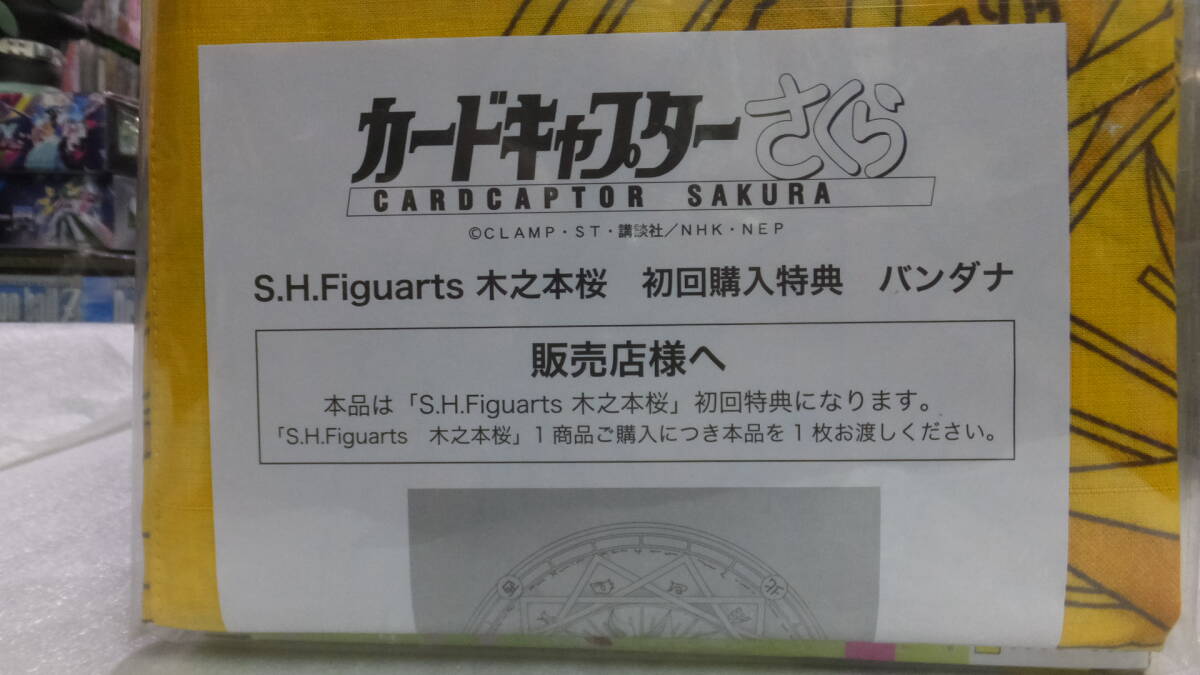 カードキャプターさくら
CARDCAPTOR SAKURA
©CLAMP・ST・講談社／NHK・NEP
S.H.Figuarts 木之本桜　初回購入特典　バンダナ
販売店様へ
本品は「S.H.Figuarts 木之本桜」初回特典になります。
「S.H.Figuarts　木之本桜」1 商品ご購入につき本品を 1 枚お渡しください。